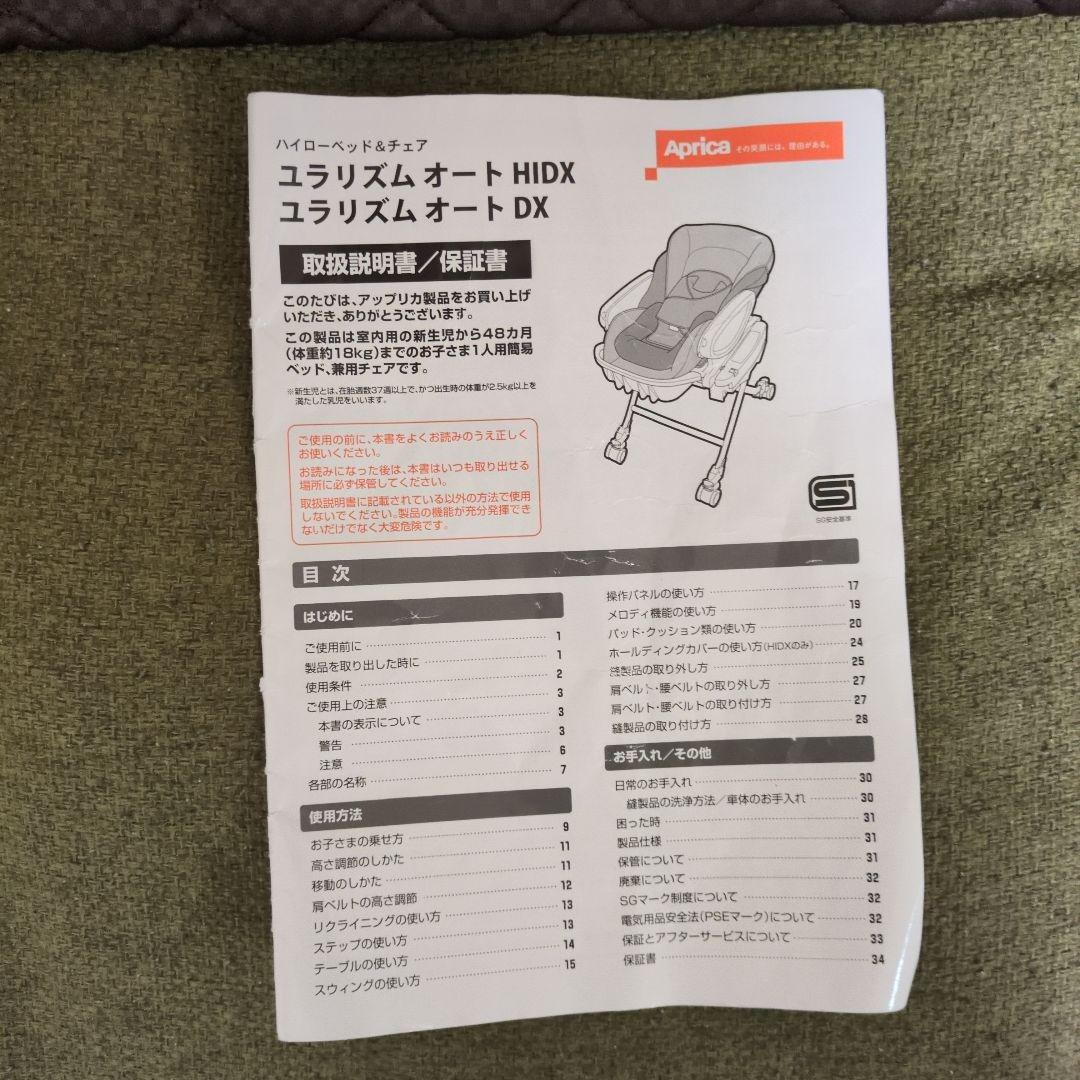 ハイローベッド&チェア
ユラリズム オート HIDX
ユラリズム オート DX
Aprica その笑顔には、理由がある。
取扱説明書/保証書
このたびは、アップリカ製品をお買い上げ
いただき、ありがとうございます。
この製品は室内用の新生児から48カ月
(体重約18kg)までのお子さま1人用簡易
ベッド、兼用チェアです。
※新生児とは、在胎週数37週以上で、かつ出生時の体重が2.5kg以上を
満たした乳児をいいます。
ご使用の前に、本書をよくお読みのうえ正しく
お使いください。
お読みになった後は、本書はいつも取り出せる
場所に必ず保管してください。
取扱説明書に記載されている以外の方法で使用
しないでください。製品の機能が充分発揮でき
ないだけでなく大変危険です。
SG安全基準
目 次
はじめに
ご使用前に 1
製品を取り出した時に 1
使用条件 2
ご使用上の注意 3
本書の表示について 3
警告 3
注意 6
各部の名称 7
使用方法
お子さまの乗せ方 9
高さ調節のしかた 11
移動のしかた 11
肩ベルトの高さ調節 12
リクライニングの使い方 13
ステップの使い方 13
テーブルの使い方 14
スウィングの使い方 15
操作パネルの使い方 17
メロディ機能の使い方 19
パッド・クッション類の使い方 20
ホールディングカバーの使い方(HIDXのみ) 24
縫製品の取り外し方 25
肩ベルト・腰ベルトの取り外し方 27
肩ベルト・腰ベルトの取り付け方 27
縫製品の取り付け方 28
お手入れ/その他
日常のお手入れ 30
縫製品の洗浄方法/車体のお手入れ 30
困った時 31
製品仕様 31
保管について 31
廃棄について 32
SGマーク制度について 32
電気用品安全法(PSEマーク)について 32
保証とアフターサービスについて 33
保証書 34